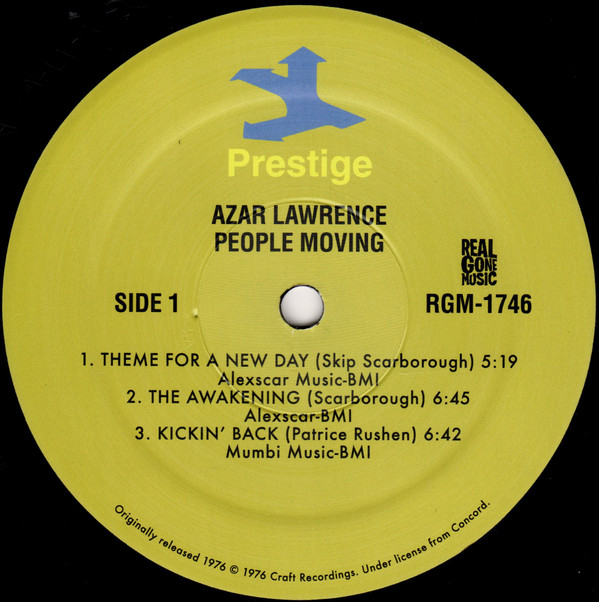 Prestige
AZAR LAWRENCE
PEOPLE MOVING
REAL
GONE
MUSIC
SIDE 1
RGM-1746
1. THEME FOR A NEW DAY (Skip Scarborough) 5:19
Alexscar Music-BMI
2. THE AWAKENING (Scarborough) 6:45
Alexscar-BMI
3. KICKIN' BACK (Patrice Rushen) 6:42
Mumbi Music-BMI
Originally released 1976 © 1976 Craft Recordings. Under license from Concord.